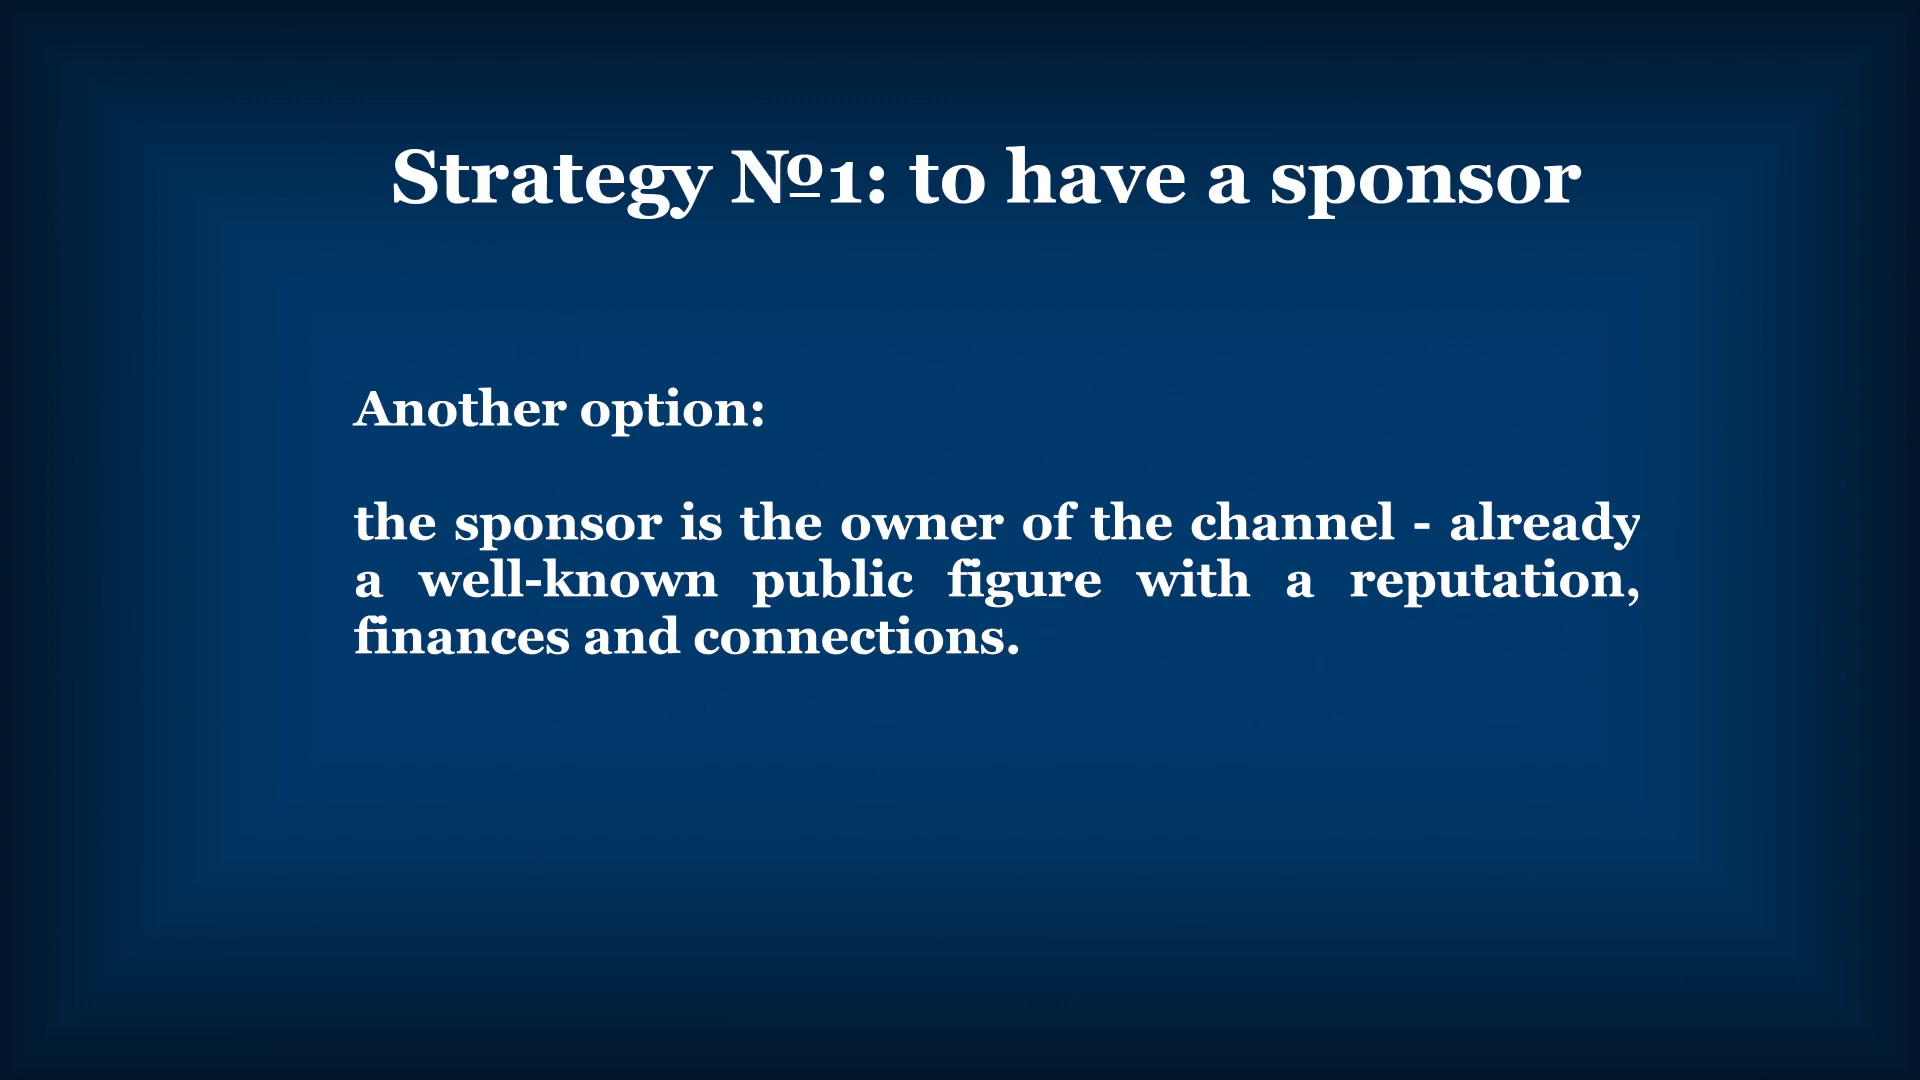 Strategy №1: to have a sponsor
Another option:
the sponsor is the owner of the channel - already
a well-known public figure with a reputation,
finances and connections.